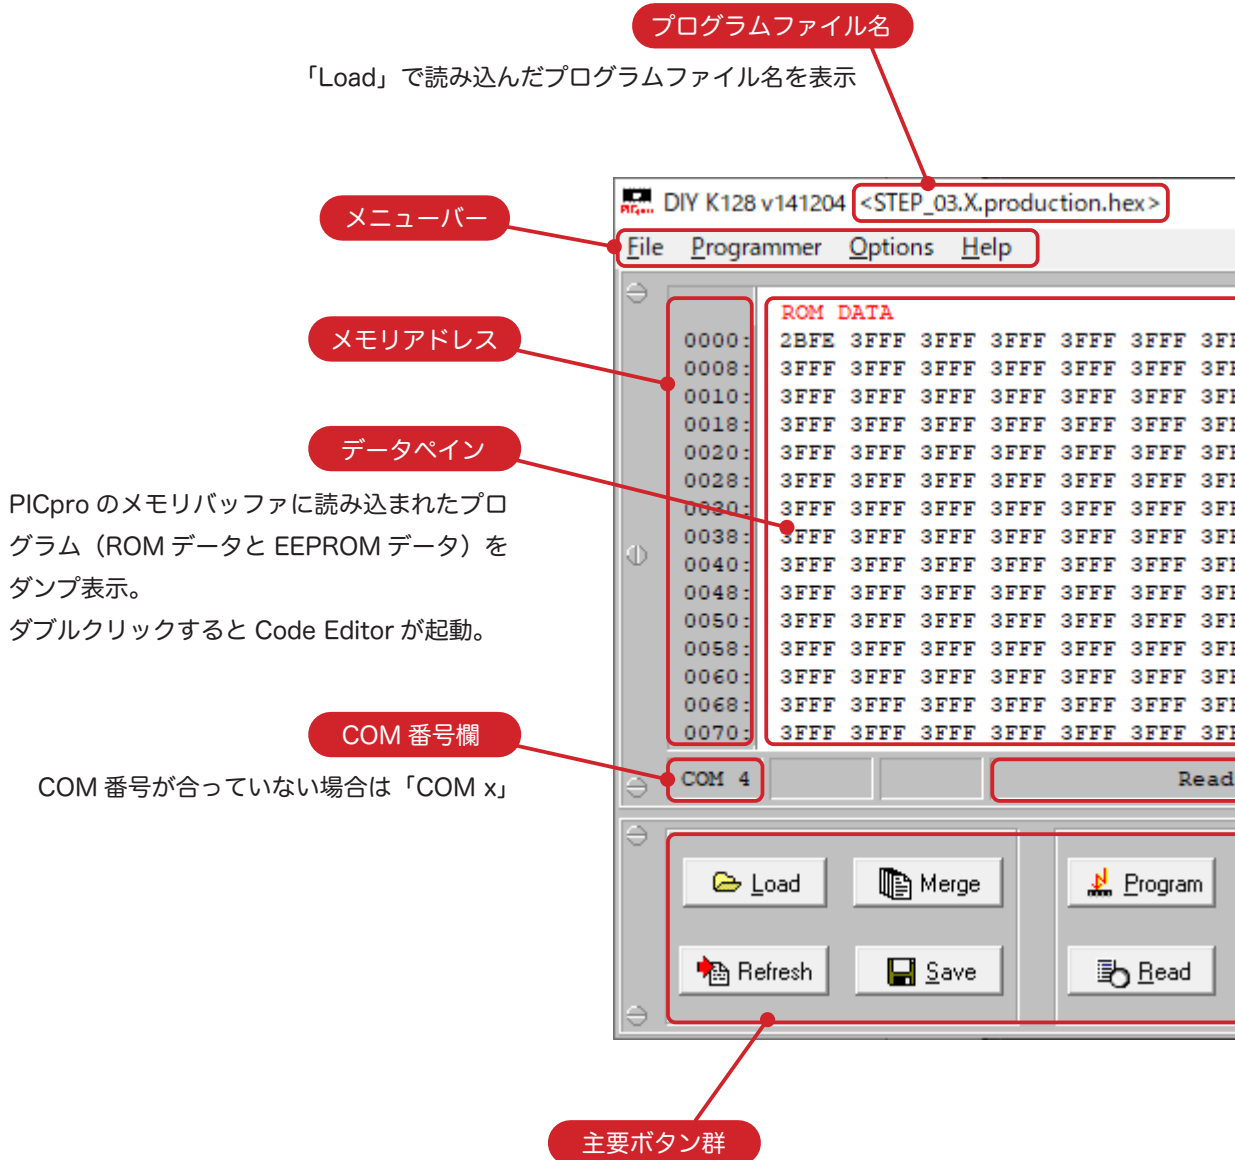 プログラムファイル名
「Load」で読み込んだプログラムファイル名を表示
DIY K128 v141204 <STEP_03.X.production.hex>
メニューバー
File Programmer Options Help
ROM DATA
メモリアドレス
0000: 2BFE 3FFF 3FFF 3FFF 3FFF 3FFF
0008: 3FFF 3FFF 3FFF 3FFF 3FFF 3FFF
0010: 3FFF 3FFF 3FFF 3FFF 3FFF 3FFF
0018: 3FFF 3FFF 3FFF 3FFF 3FFF 3FFF
データペイン
0020: 3FFF 3FFF 3FFF 3FFF 3FFF 3FFF
0028: 3FFF 3FFF 3FFF 3FFF 3FFF 3FFF
0030: 3FFF 3FFF 3FFF 3FFF 3FFF 3FFF
0038: 3FFF 3FFF 3FFF 3FFF 3FFF 3FFF
0040: 3FFF 3FFF 3FFF 3FFF 3FFF 3FFF
0048: 3FFF 3FFF 3FFF 3FFF 3FFF 3FFF
0050: 3FFF 3FFF 3FFF 3FFF 3FFF 3FFF
0058: 3FFF 3FFF 3FFF 3FFF 3FFF 3FFF
0060: 3FFF 3FFF 3FFF 3FFF 3FFF 3FFF
0068: 3FFF 3FFF 3FFF 3FFF 3FFF 3FFF
0070: 3FFF 3FFF 3FFF 3FFF 3FFF 3FFF
PICpro のメモリバッファに読み込まれたプロ
グラム（ROM データと EEPROM データ）を
ダンプ表示。
ダブルクリックすると Code Editor が起動。
COM 番号欄
COM 番号が合っていない場合は「COM x」
COM 4
Read
Load Merge Program
Refresh Save Read
主要ボタン群